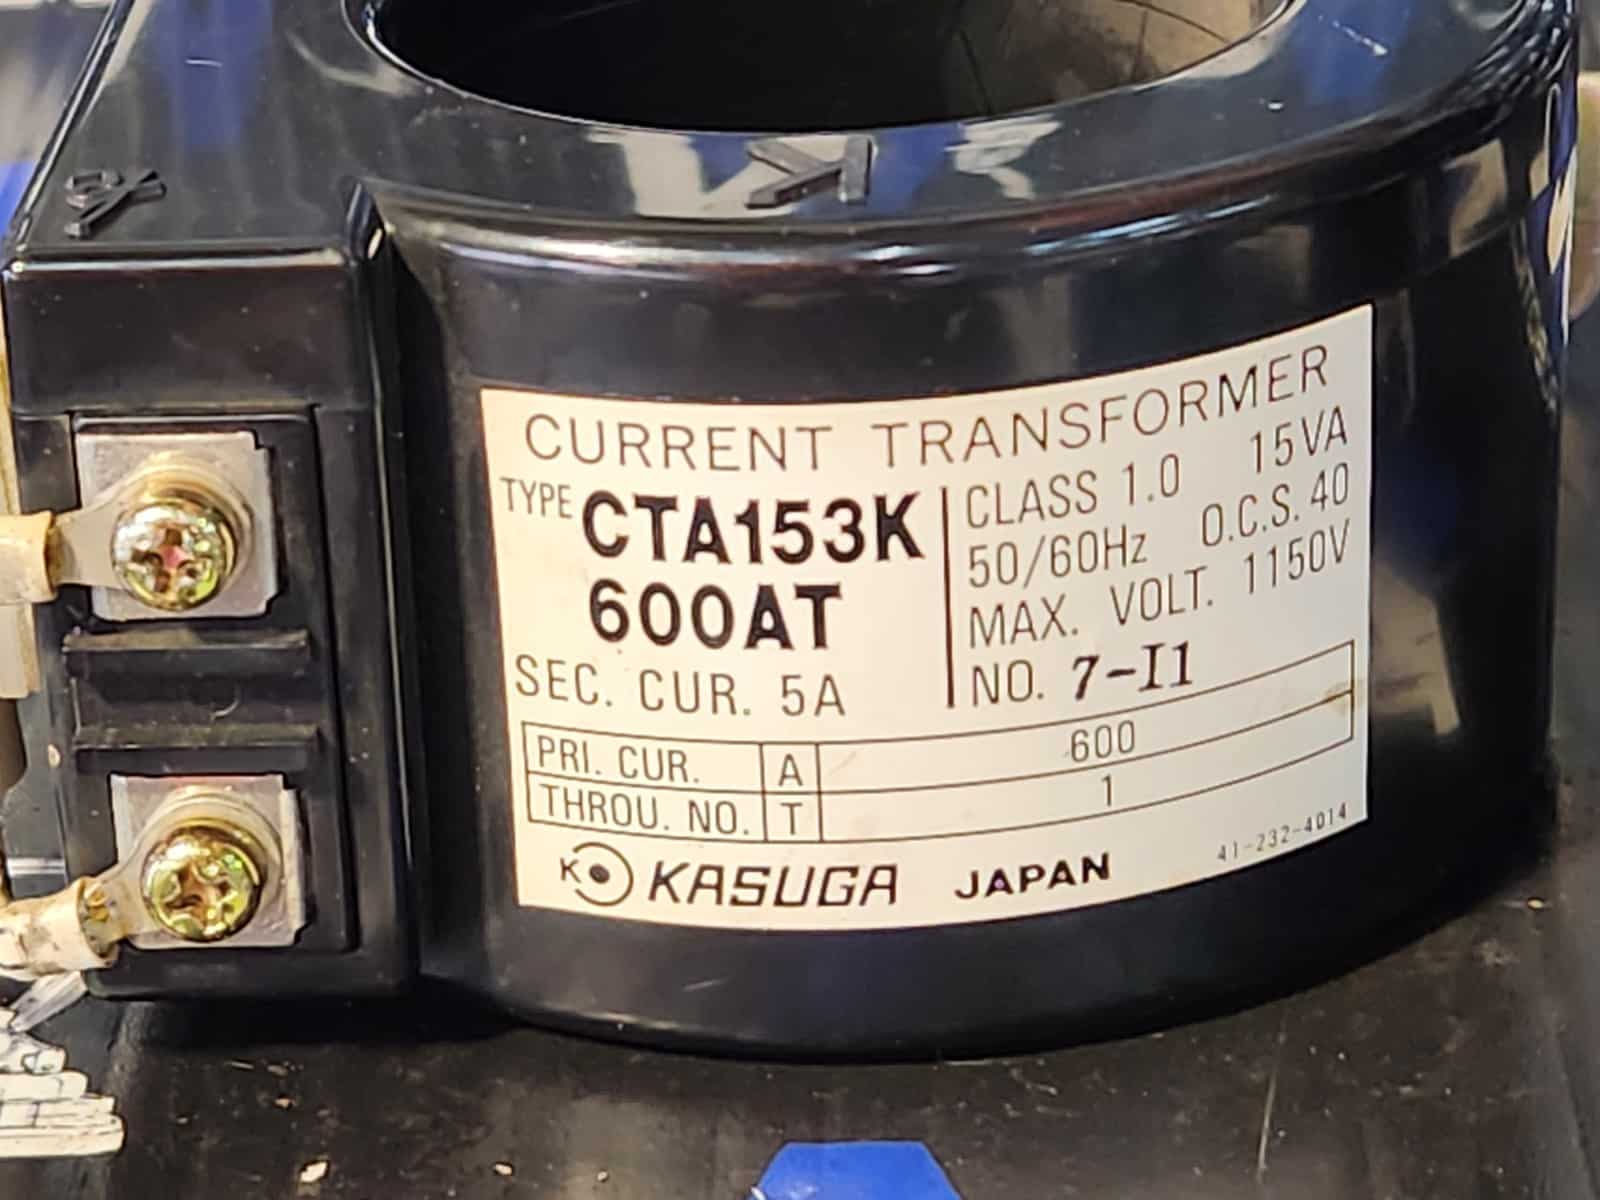 K
CURRENT TRANSFORMER
TYPE CTA153K
600AT
SEC. CUR. 5A
CLASS 1.0 15VA
50/60Hz O.C.S. 40
MAX. VOLT. 1150V
NO. 7-I1
PRI. CUR. A 600
THROU. NO. T 1
K KASUGA JAPAN 41-232-4014